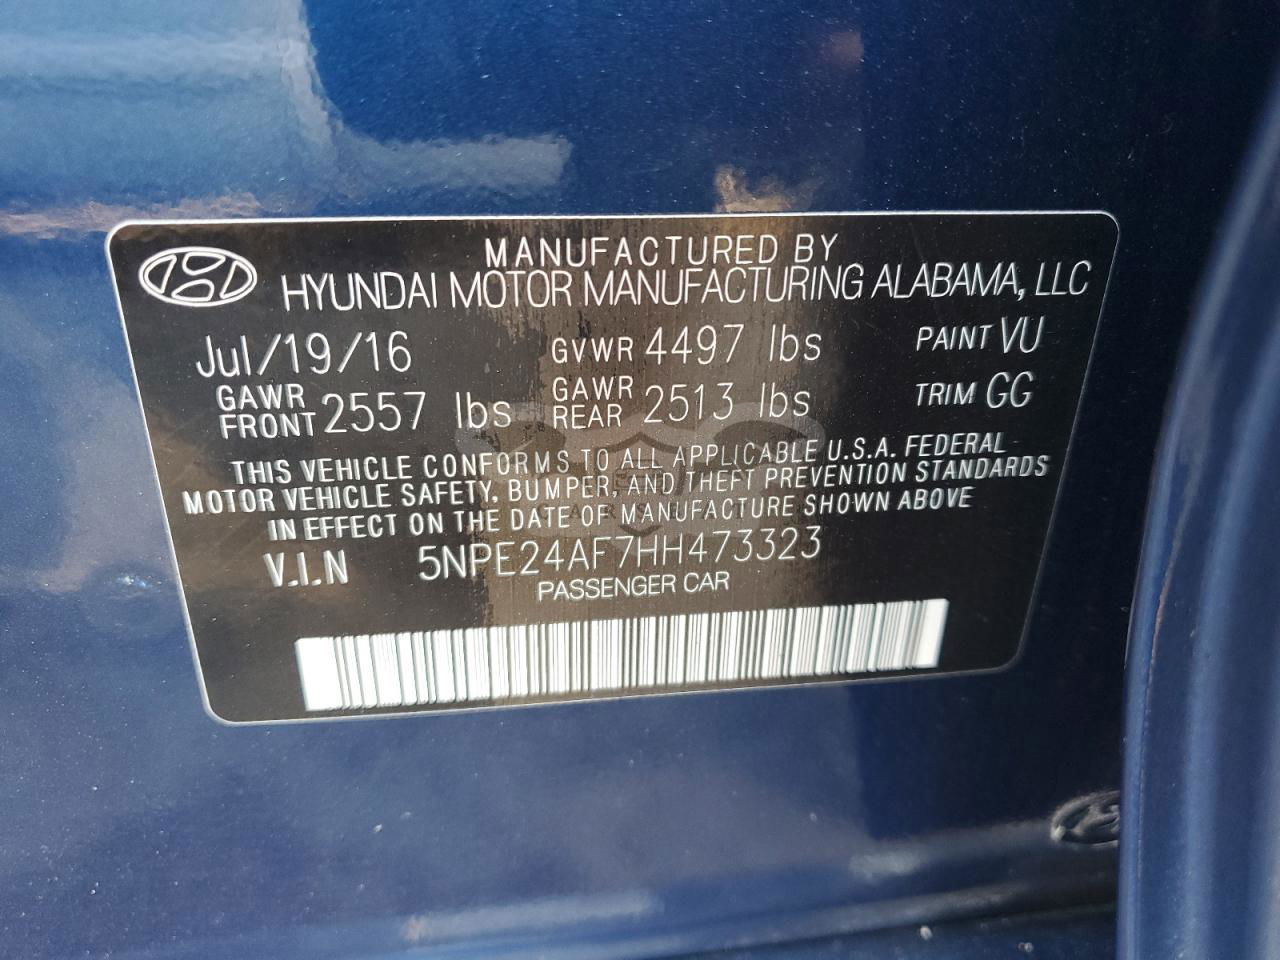 MANUFACTURED BY
HYUNDAI MOTOR MANUFACTURING ALABAMA, LLC
Jul/19/16 GVWR 4497 lbs PAINT VU
GAWR FRONT 2557 lbs GAWR REAR 2513 lbs TRIM GG
THIS VEHICLE CONFORMS TO ALL APPLICABLE U.S.A. FEDERAL
MOTOR VEHICLE SAFETY, BUMPER, AND THEFT PREVENTION STANDARDS
IN EFFECT ON THE DATE OF MANUFACTURE SHOWN ABOVE
V.I.N 5NPE24AF7HH473323
PASSENGER CAR